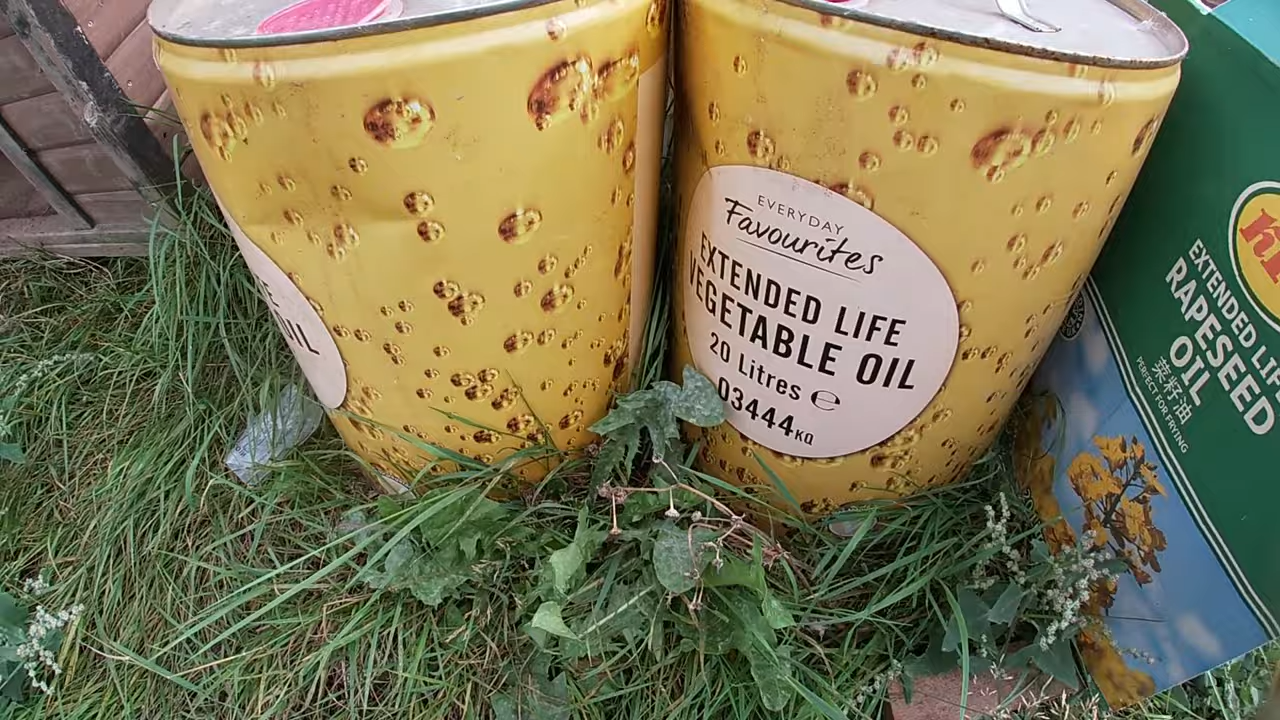 OIL
EVERYDAY
Favourites
EXTENDED LIFE
VEGETABLE OIL
20 Litres ℮
03444KQ
EXTENDED LIFE
RAPESEED
OIL
菜籽油
PERFECT FOR FRYING